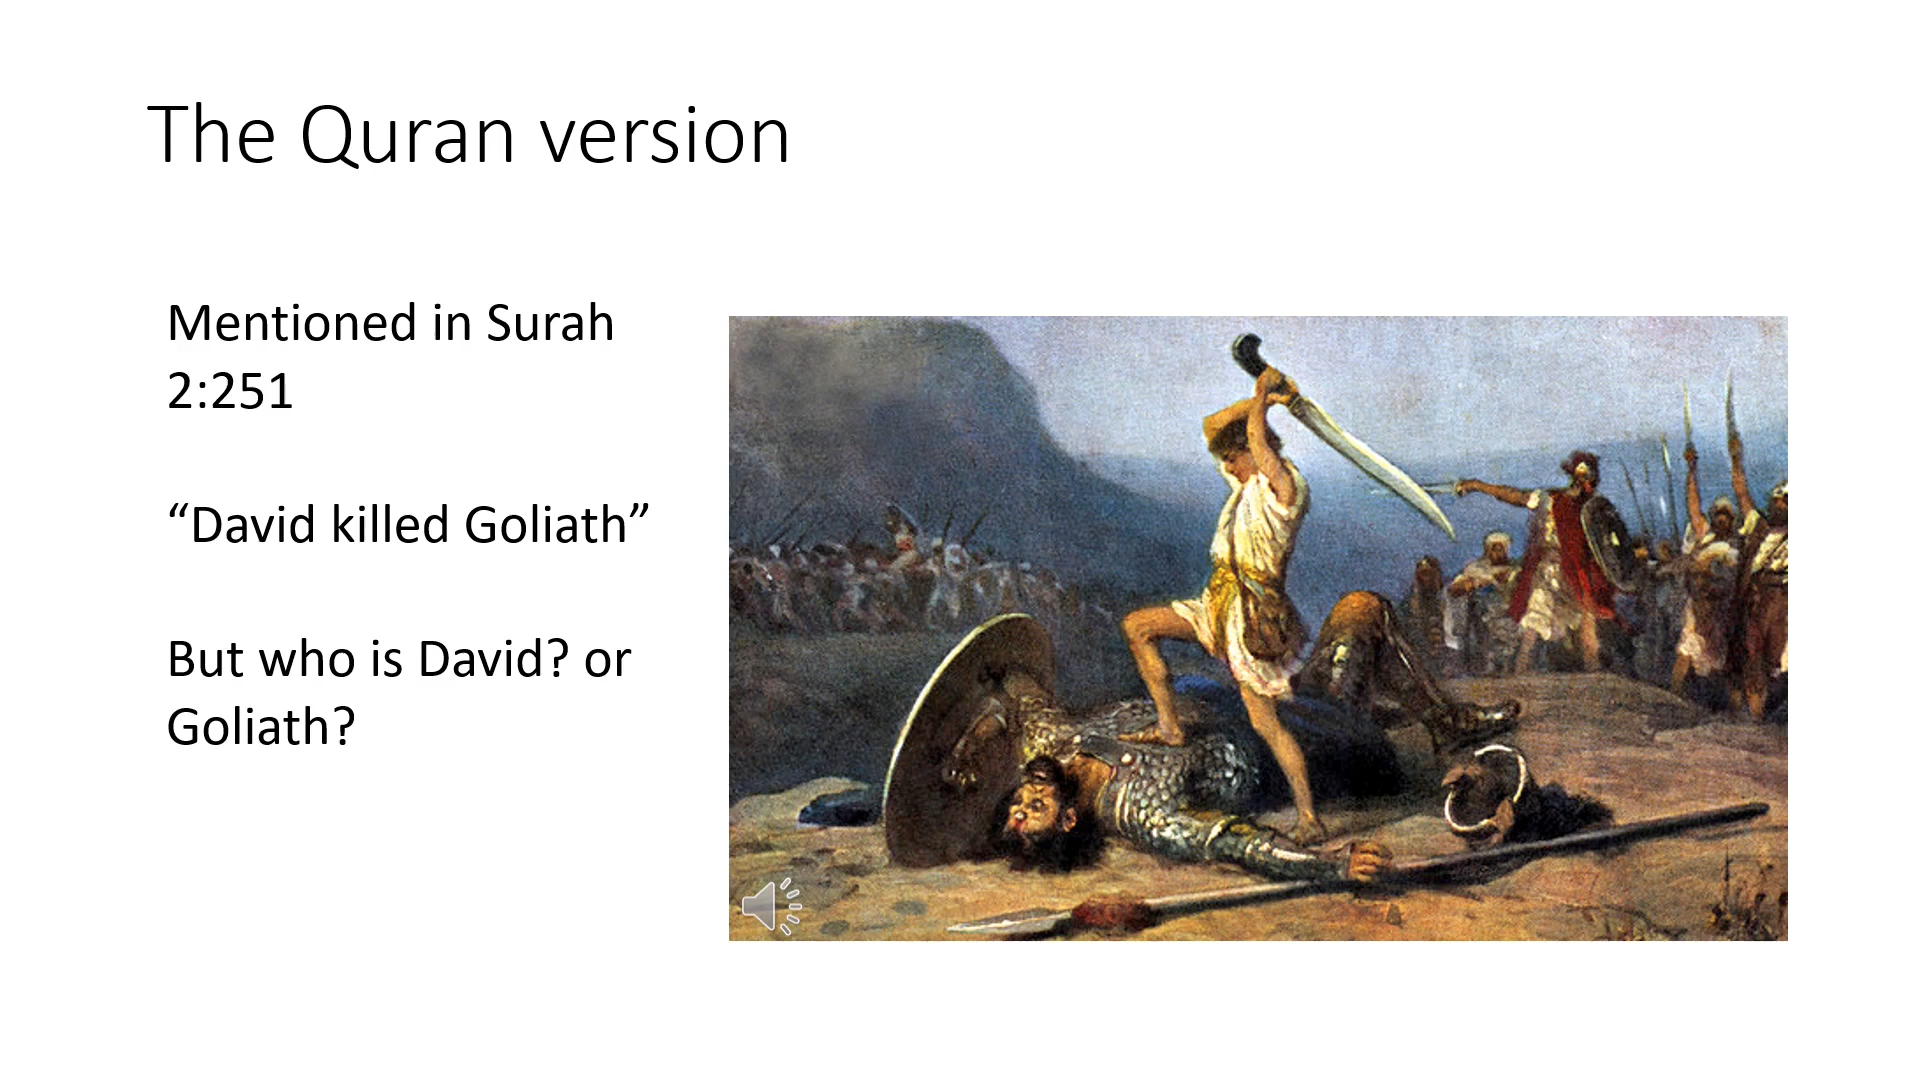 The Quran version
Mentioned in Surah
2:251
“David killed Goliath”
But who is David? or
Goliath?